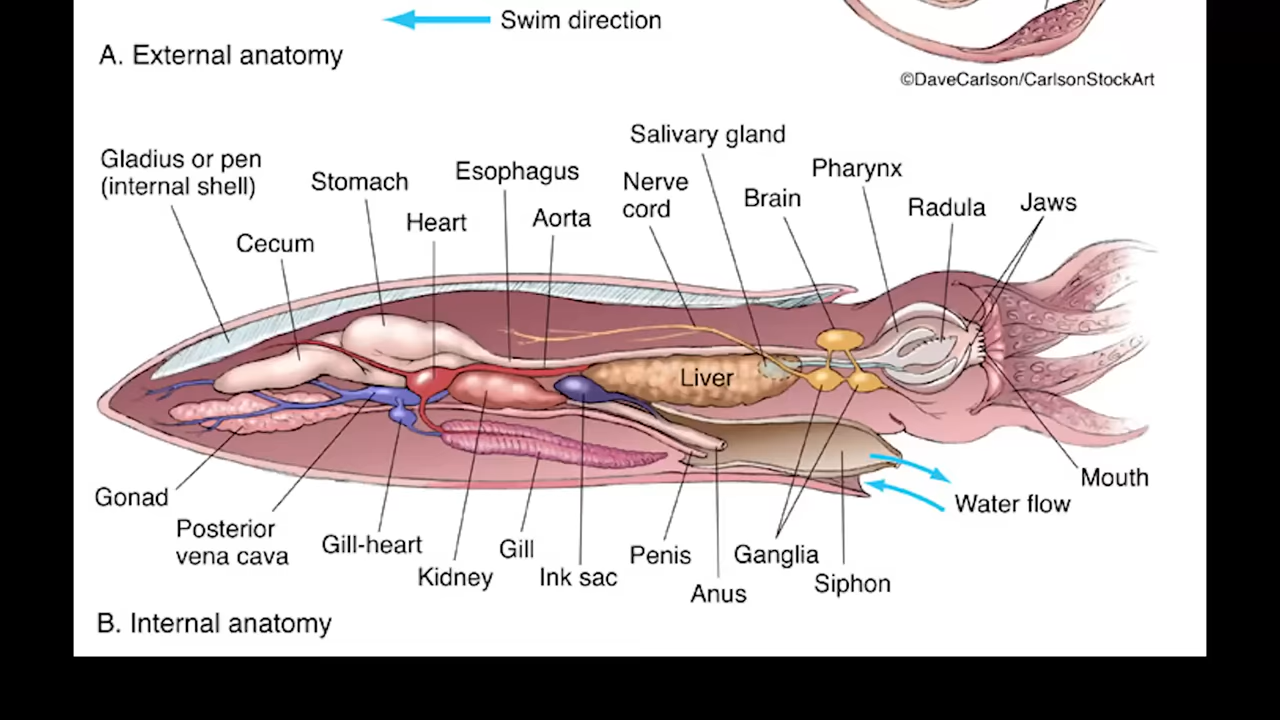 Swim direction
A. External anatomy
©DaveCarlson/CarlsonStockArt
Salivary gland
Gladius or pen
(internal shell)
Stomach
Esophagus
Nerve
cord
Pharynx
Brain
Radula
Jaws
Heart
Aorta
Cecum
Liver
Gonad
Posterior
vena cava
Gill-heart
Kidney
Gill
Ink sac
Penis
Anus
Ganglia
Siphon
Water flow
Mouth
B. Internal anatomy